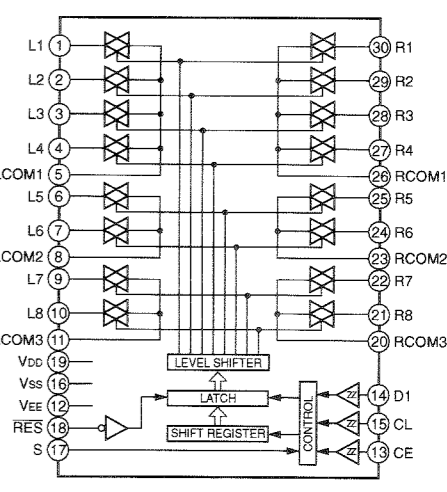 L1 1 30 R1
L2 2 29 R2
L3 3 28 R3
L4 4 27 R4
LCOM1 5 26 RCOM1
L5 6 25 R5
L6 7 24 R6
LCOM2 8 23 RCOM2
L7 9 22 R7
L8 10 21 R8
LCOM3 11 20 RCOM3
VDD 19 LEVEL SHIFTER
VSS 16 LATCH 14 D1
VEE 12 CONTROL 15 CL
RES 18 SHIFT REGISTER
S 17 13 CE